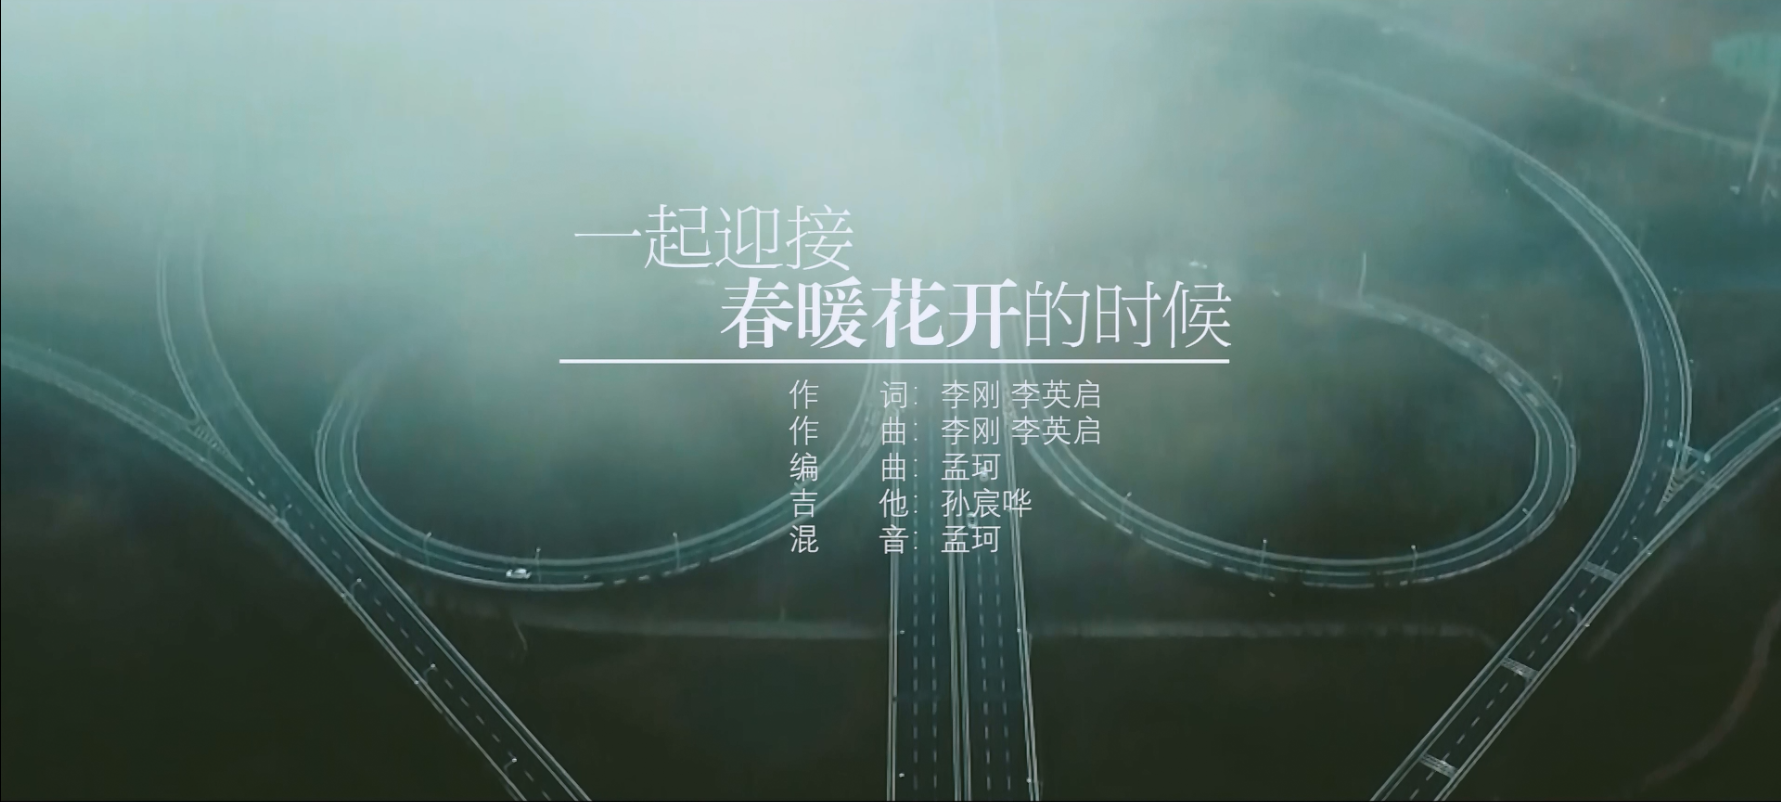 一起迎接
春暖花开的时候
作 词：李刚 李英启
作 曲：李刚 李英启
编 曲：孟珂
吉 他：孙宸哗
混 音：孟珂